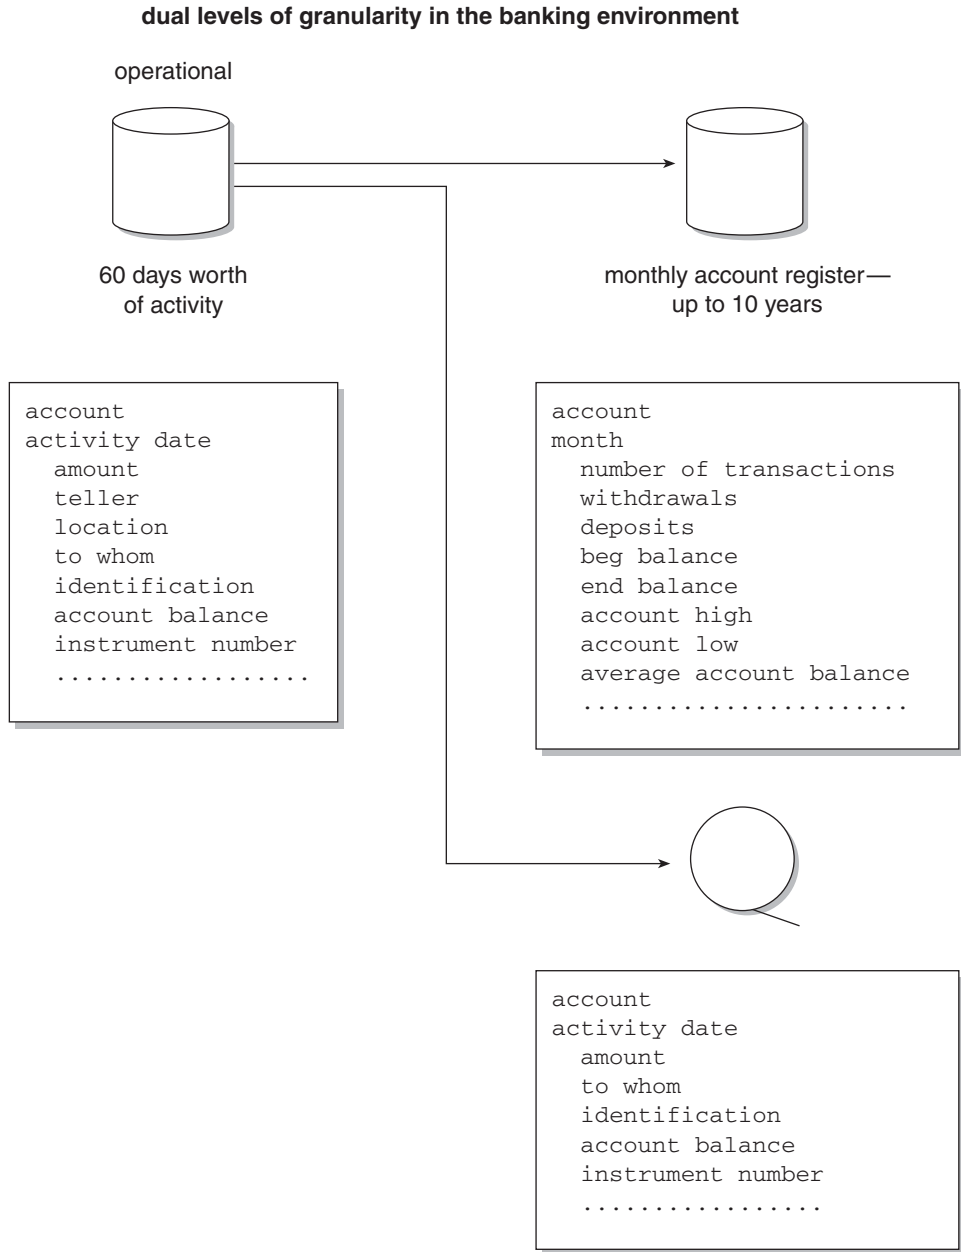 dual levels of granularity in the banking environment
operational
60 days worth
of activity
monthly account register—
up to 10 years
account
activity date
amount
teller
location
to whom
identification
account balance
instrument number
..................
account
month
number of transactions
withdrawals
deposits
beg balance
end balance
account high
account low
average account balance
.......................
account
activity date
amount
to whom
identification
account balance
instrument number
.................